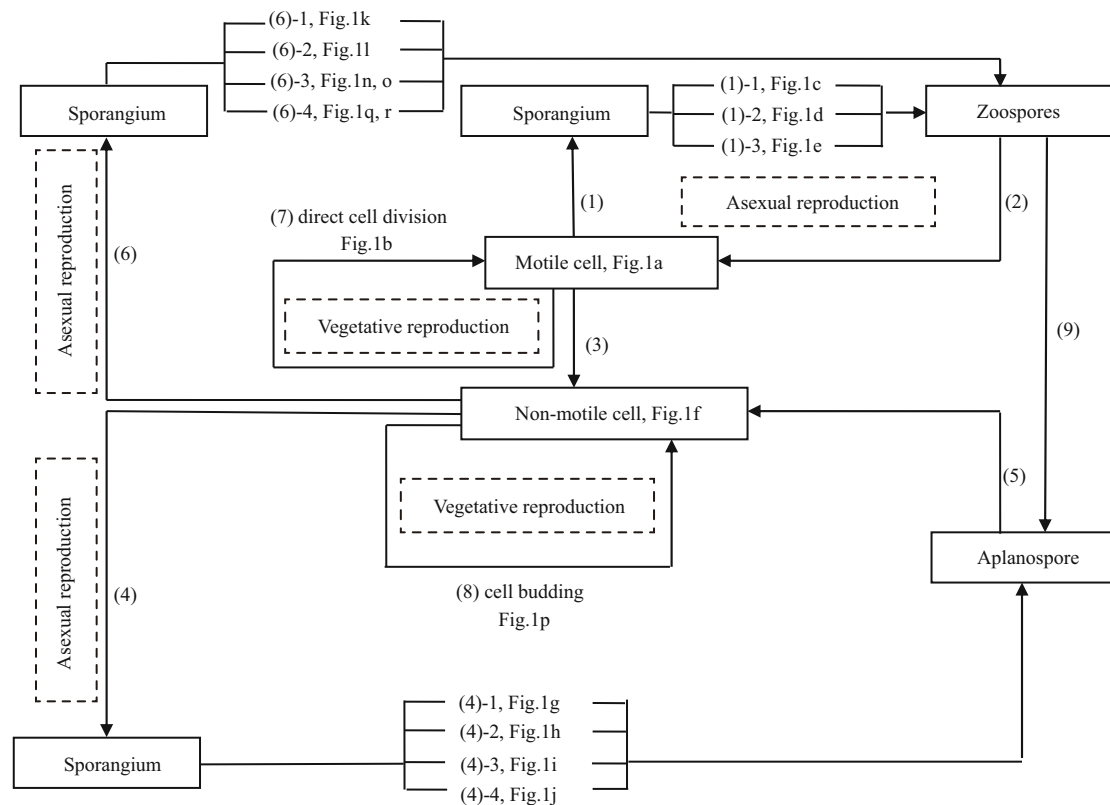 (6)-1, Fig.1k
(6)-2, Fig.1l
(6)-3, Fig.1n, o
(6)-4, Fig.1q, r
Sporangium
Sporangium
(1)-1, Fig.1c
(1)-2, Fig.1d
(1)-3, Fig.1e
Zoospores
Asexual reproduction
(6)
(7) direct cell division
Fig.1b
(1)
Asexual reproduction
(2)
Motile cell, Fig.1a
Vegetative reproduction
(3)
(9)
Non-motile cell, Fig.1f
Asexual reproduction
(4)
Vegetative reproduction
(5)
(8) cell budding
Fig.1p
Aplanospore
Sporangium
(4)-1, Fig.1g
(4)-2, Fig.1h
(4)-3, Fig.1i
(4)-4, Fig.1j